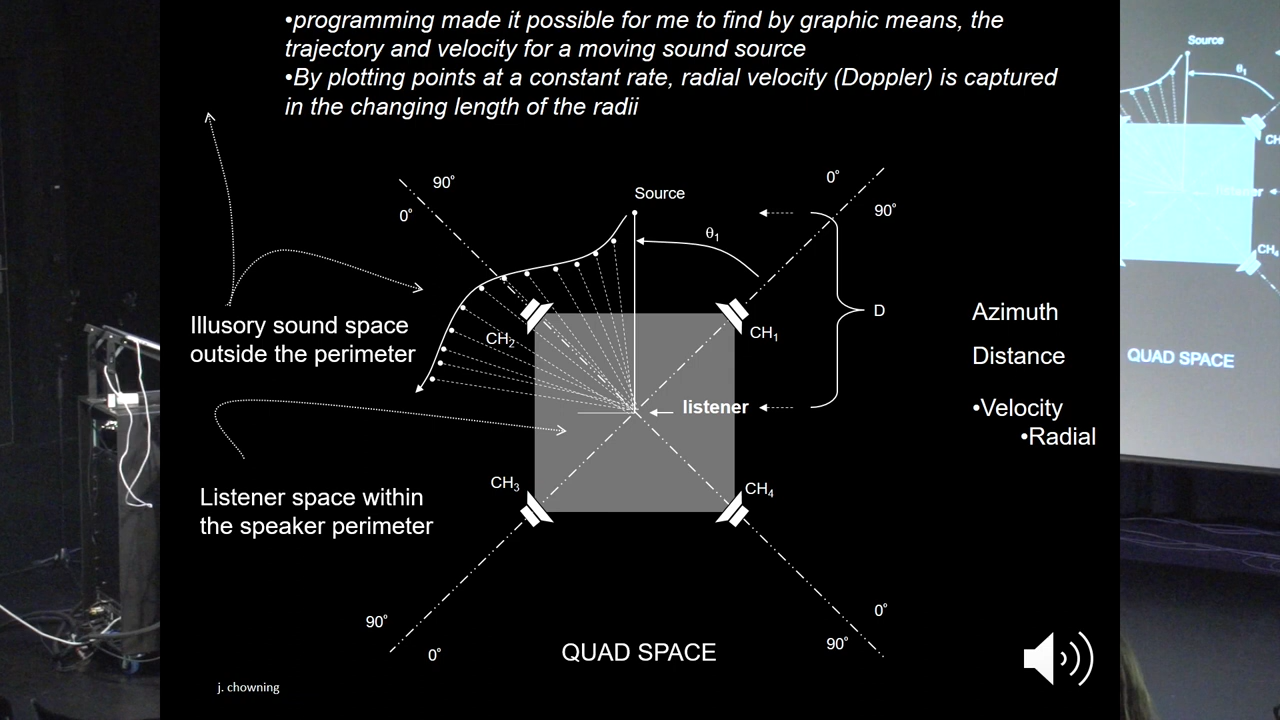 •programming made it possible for me to find by graphic means, the
trajectory and velocity for a moving sound source
•By plotting points at a constant rate, radial velocity (Doppler) is captured
in the changing length of the radii
90°
0°
Source
θ1
0°
90°
D
Illusory sound space
outside the perimeter
CH2
CH1
listener
Azimuth
Distance
•Velocity
•Radial
CH3
CH4
Listener space within
the speaker perimeter
90°
0°
QUAD SPACE
0°
90°
j. chowning
Source
θ1
CH
listener
CH4
QUAD SPACE